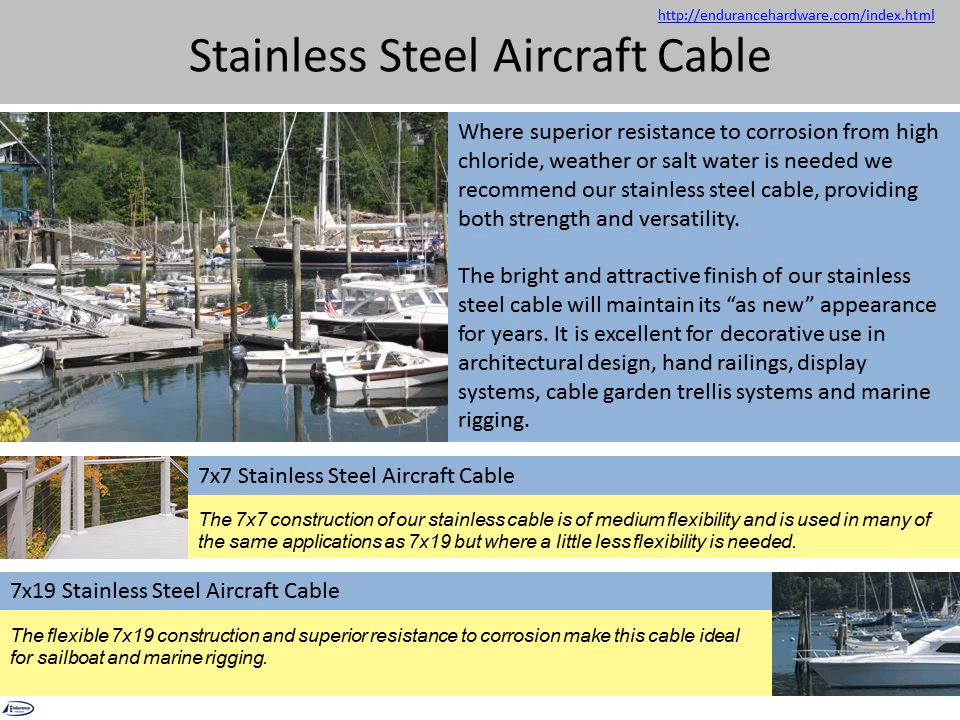 http://endurancehardware.com/index.html
Stainless Steel Aircraft Cable
Where superior resistance to corrosion from high
chloride, weather or salt water is needed we
recommend our stainless steel cable, providing
both strength and versatility.
The bright and attractive finish of our stainless
steel cable will maintain its “as new” appearance
for years. It is excellent for decorative use in
architectural design, hand railings, display
systems, cable garden trellis systems and marine
rigging.
7x7 Stainless Steel Aircraft Cable
The 7x7 construction of our stainless cable is of medium flexibility and is used in many of
the same applications as 7x19 but where a little less flexibility is needed.
7x19 Stainless Steel Aircraft Cable
The flexible 7x19 construction and superior resistance to corrosion make this cable ideal
for sailboat and marine rigging.
Endurance